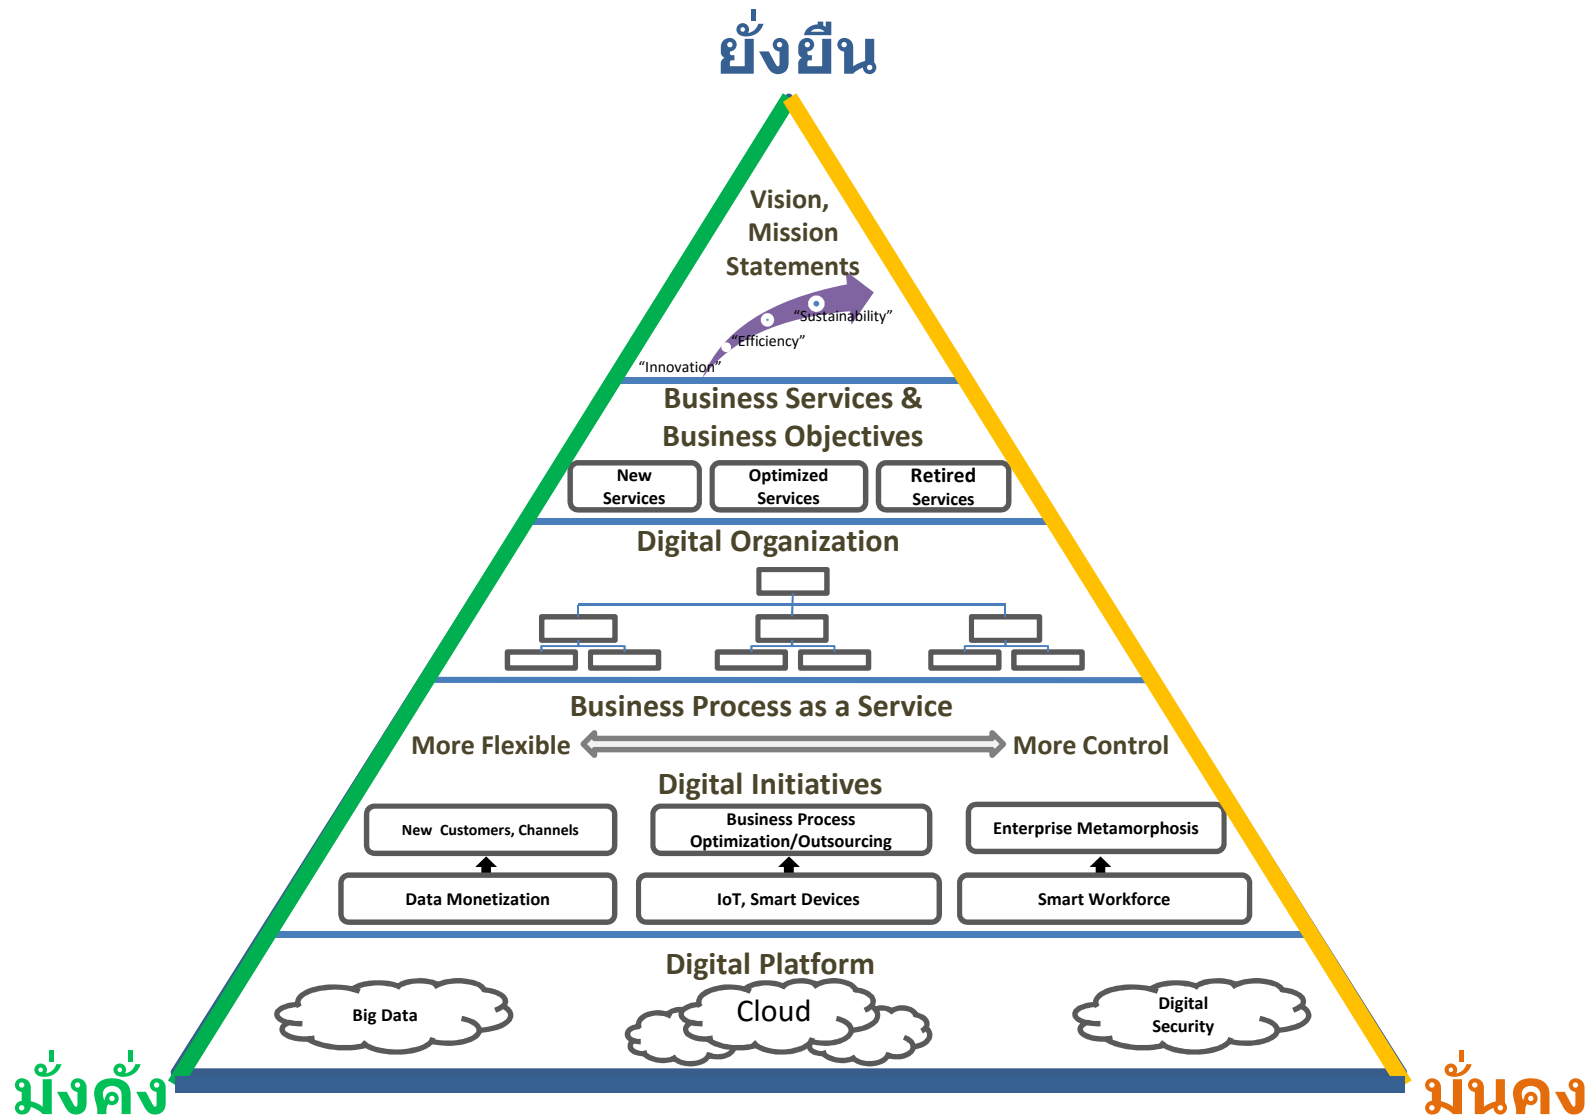 ยั่งยืน
Vision,
Mission
Statements
“Sustainability”
“Efficiency”
“Innovation”
Business Services &
Business Objectives
New
Services
Optimized
Services
Retired
Services
Digital Organization
Business Process as a Service
More Flexible
More Control
Digital Initiatives
New Customers, Channels
Business Process
Optimization/Outsourcing
Enterprise Metamorphosis
Data Monetization
IoT, Smart Devices
Smart Workforce
Digital Platform
Big Data
Cloud
Digital
Security
มั่งคั่ง
มั่นคง